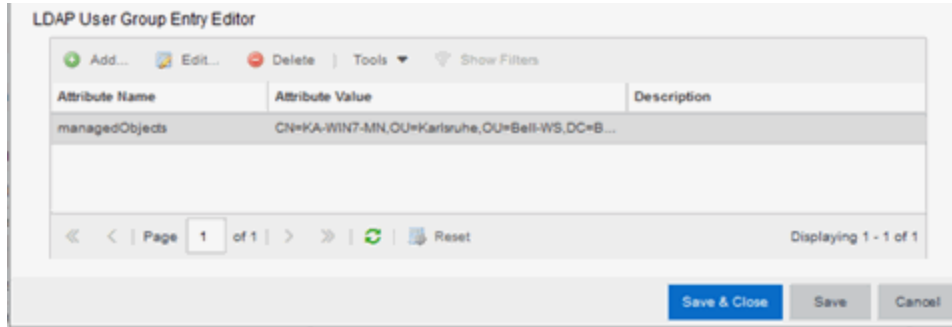 LDAP User Group Entry Editor
Add... Edit... Delete | Tools Show Filters
Attribute Name Attribute Value Description
managedObjects CN=KA-WIN7-MN,OU=Karlsruhe,OU=Bell-WS,DC=B...
Page 1 of 1 Reset Displaying 1 - 1 of 1
Save & Close Save Cancel